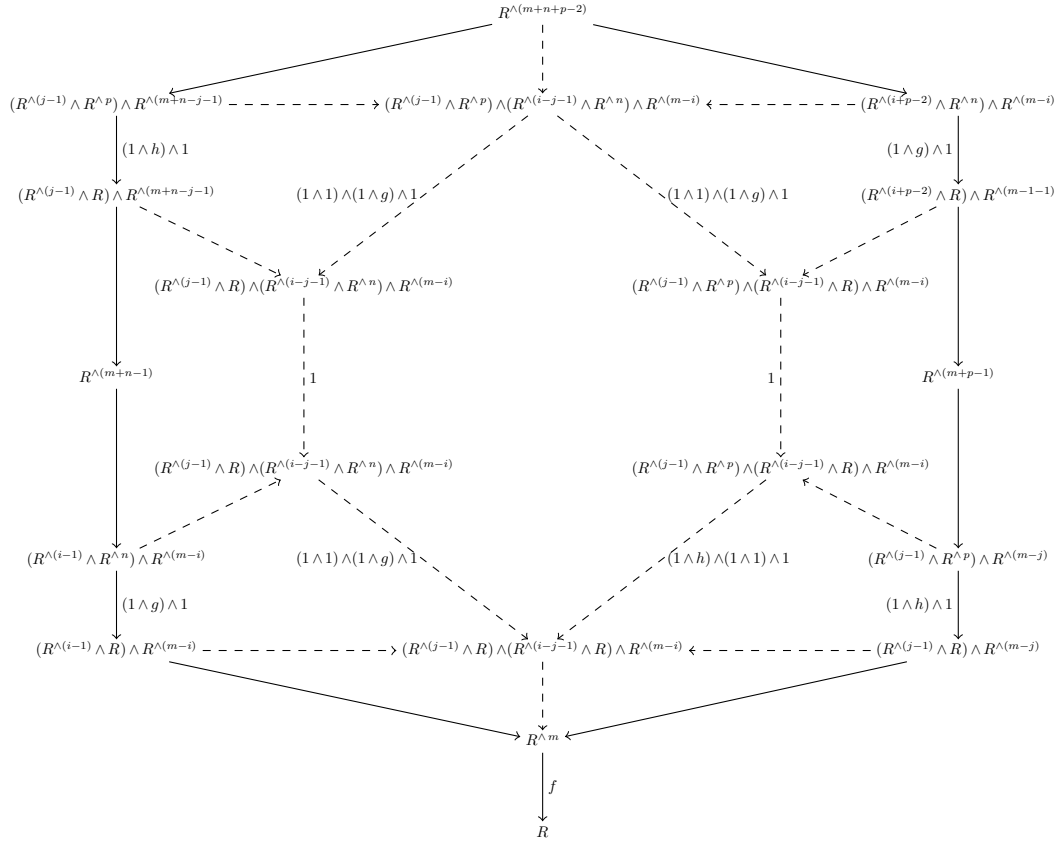 R^{∧(m+n+p−2)}
(R^{∧(j−1)} ∧ R^{∧p}) ∧ R^{∧(m+n−j−1)} (R^{∧(j−1)} ∧ R^{∧p}) ∧ (R^{∧(i−j−1)} ∧ R^{∧n}) ∧ R^{∧(m−i)} (R^{∧(i+p−2)} ∧ R^{∧n}) ∧ R^{∧(m−i)}
(1 ∧ h) ∧ 1 (1 ∧ g) ∧ 1
(R^{∧(j−1)} ∧ R) ∧ R^{∧(m+n−j−1)} (1 ∧ 1) ∧ (1 ∧ g) ∧ 1 (1 ∧ 1) ∧ (1 ∧ g) ∧ 1 (R^{∧(i+p−2)} ∧ R) ∧ R^{∧(m−1−1)}
(R^{∧(j−1)} ∧ R) ∧ (R^{∧(i−j−1)} ∧ R^{∧n}) ∧ R^{∧(m−i)} (R^{∧(j−1)} ∧ R^{∧p}) ∧ (R^{∧(i−j−1)} ∧ R) ∧ R^{∧(m−i)}
R^{∧(m+n−1)} 1 1 R^{∧(m+p−1)}
(R^{∧(j−1)} ∧ R) ∧ (R^{∧(i−j−1)} ∧ R^{∧n}) ∧ R^{∧(m−i)} (R^{∧(j−1)} ∧ R^{∧p}) ∧ (R^{∧(i−j−1)} ∧ R) ∧ R^{∧(m−i)}
(R^{∧(i−1)} ∧ R^{∧n}) ∧ R^{∧(m−i)} (1 ∧ 1) ∧ (1 ∧ g) ∧ 1 (1 ∧ h) ∧ (1 ∧ 1) ∧ 1 (R^{∧(j−1)} ∧ R^{∧p}) ∧ R^{∧(m−j)}
(1 ∧ g) ∧ 1 (1 ∧ h) ∧ 1
(R^{∧(i−1)} ∧ R) ∧ R^{∧(m−i)} (R^{∧(j−1)} ∧ R) ∧ (R^{∧(i−j−1)} ∧ R) ∧ R^{∧(m−i)} (R^{∧(j−1)} ∧ R) ∧ R^{∧(m−j)}
R^{∧m}
f
R